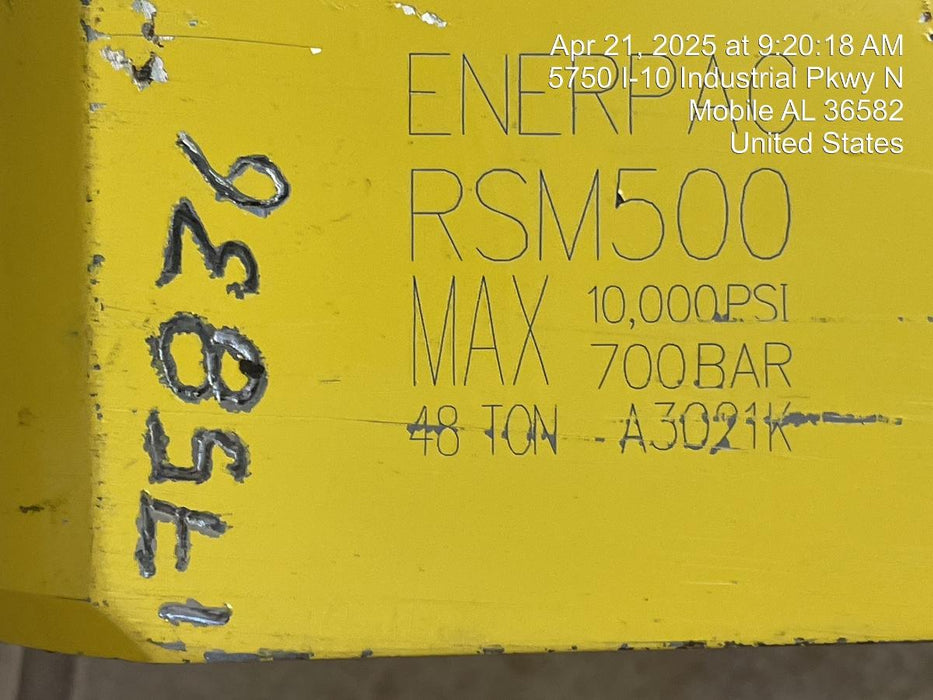 Apr 21, 2025 at 9:20:18 AM
5750 I-10 Industrial Pkwy N
Mobile AL 36582
United States
ENERPAC
RSM500
MAX 10,000PSI
700BAR
48 TON A3021K